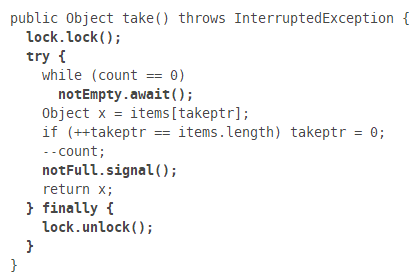 public Object take() throws InterruptedException {
  lock.lock();
  try {
    while (count == 0)
      notEmpty.await();
    Object x = items[takeptr];
    if (++takeptr == items.length) takeptr = 0;
    --count;
    notFull.signal();
    return x;
  } finally {
    lock.unlock();
  }
}